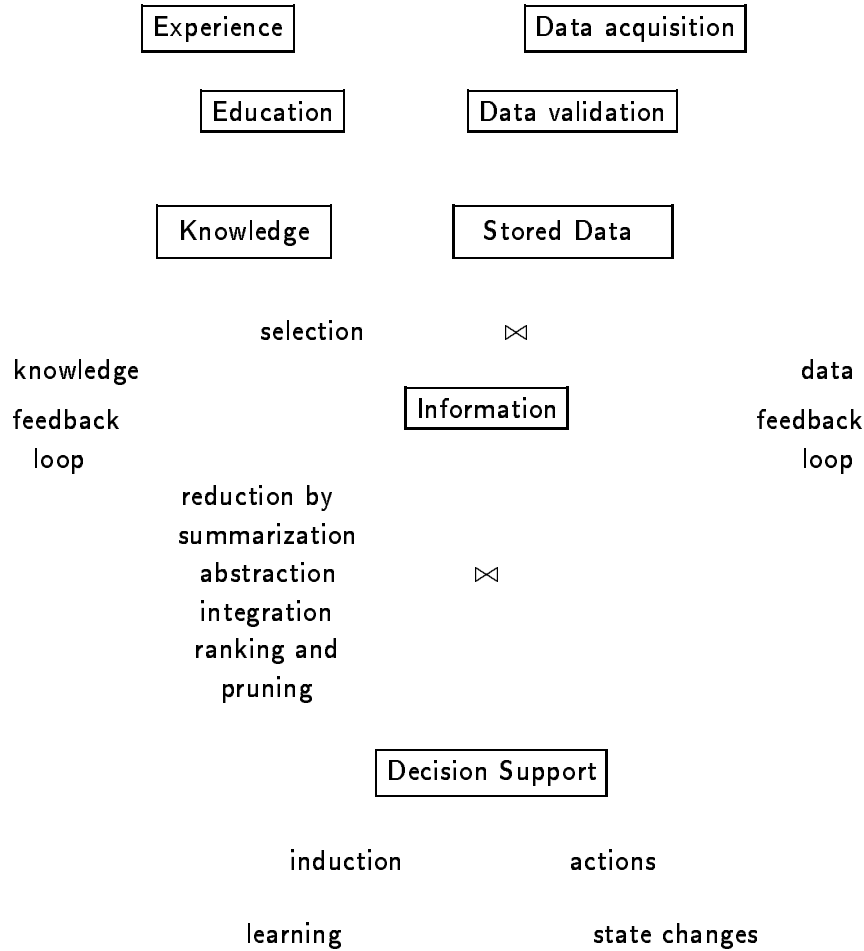 Experience Data acquisition
Education Data validation
Knowledge Stored Data
selection ⋈
knowledge data
Information
feedback feedback
loop loop
reduction by
summarization
abstraction ⋈
integration
ranking and
pruning
Decision Support
induction actions
learning state changes